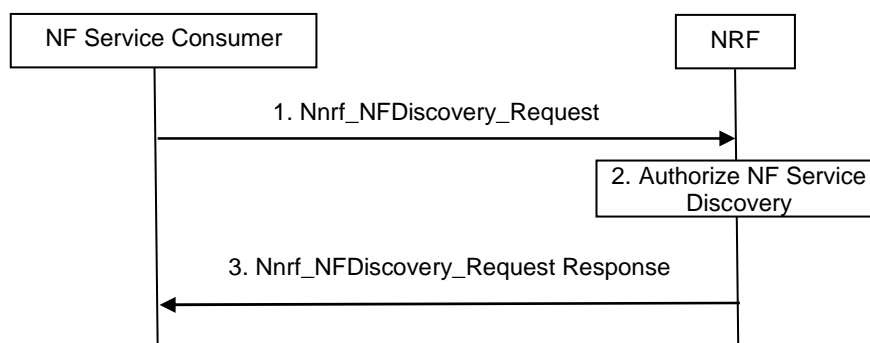 NF Service Consumer
NRF
1. Nnrf_NFDiscovery_Request
2. Authorize NF Service
Discovery
3. Nnrf_NFDiscovery_Request Response